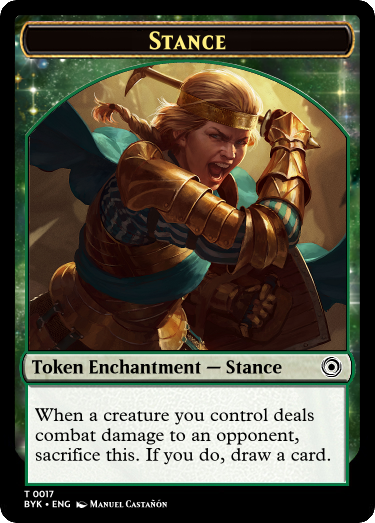 STANCE
Token Enchantment — Stance
When a creature you control deals
combat damage to an opponent,
sacrifice this. If you do, draw a card.
T 0017
BYK • ENG Manuel Castañón